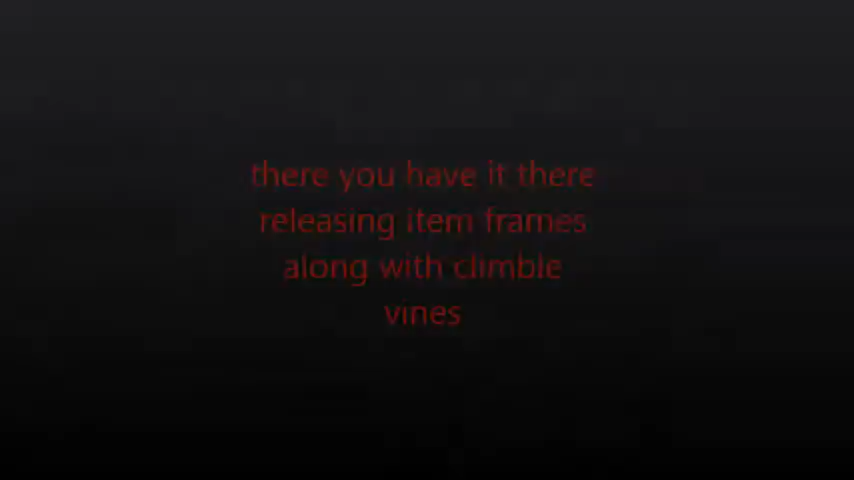 there you have it there
releasing item frames
along with climble
vines